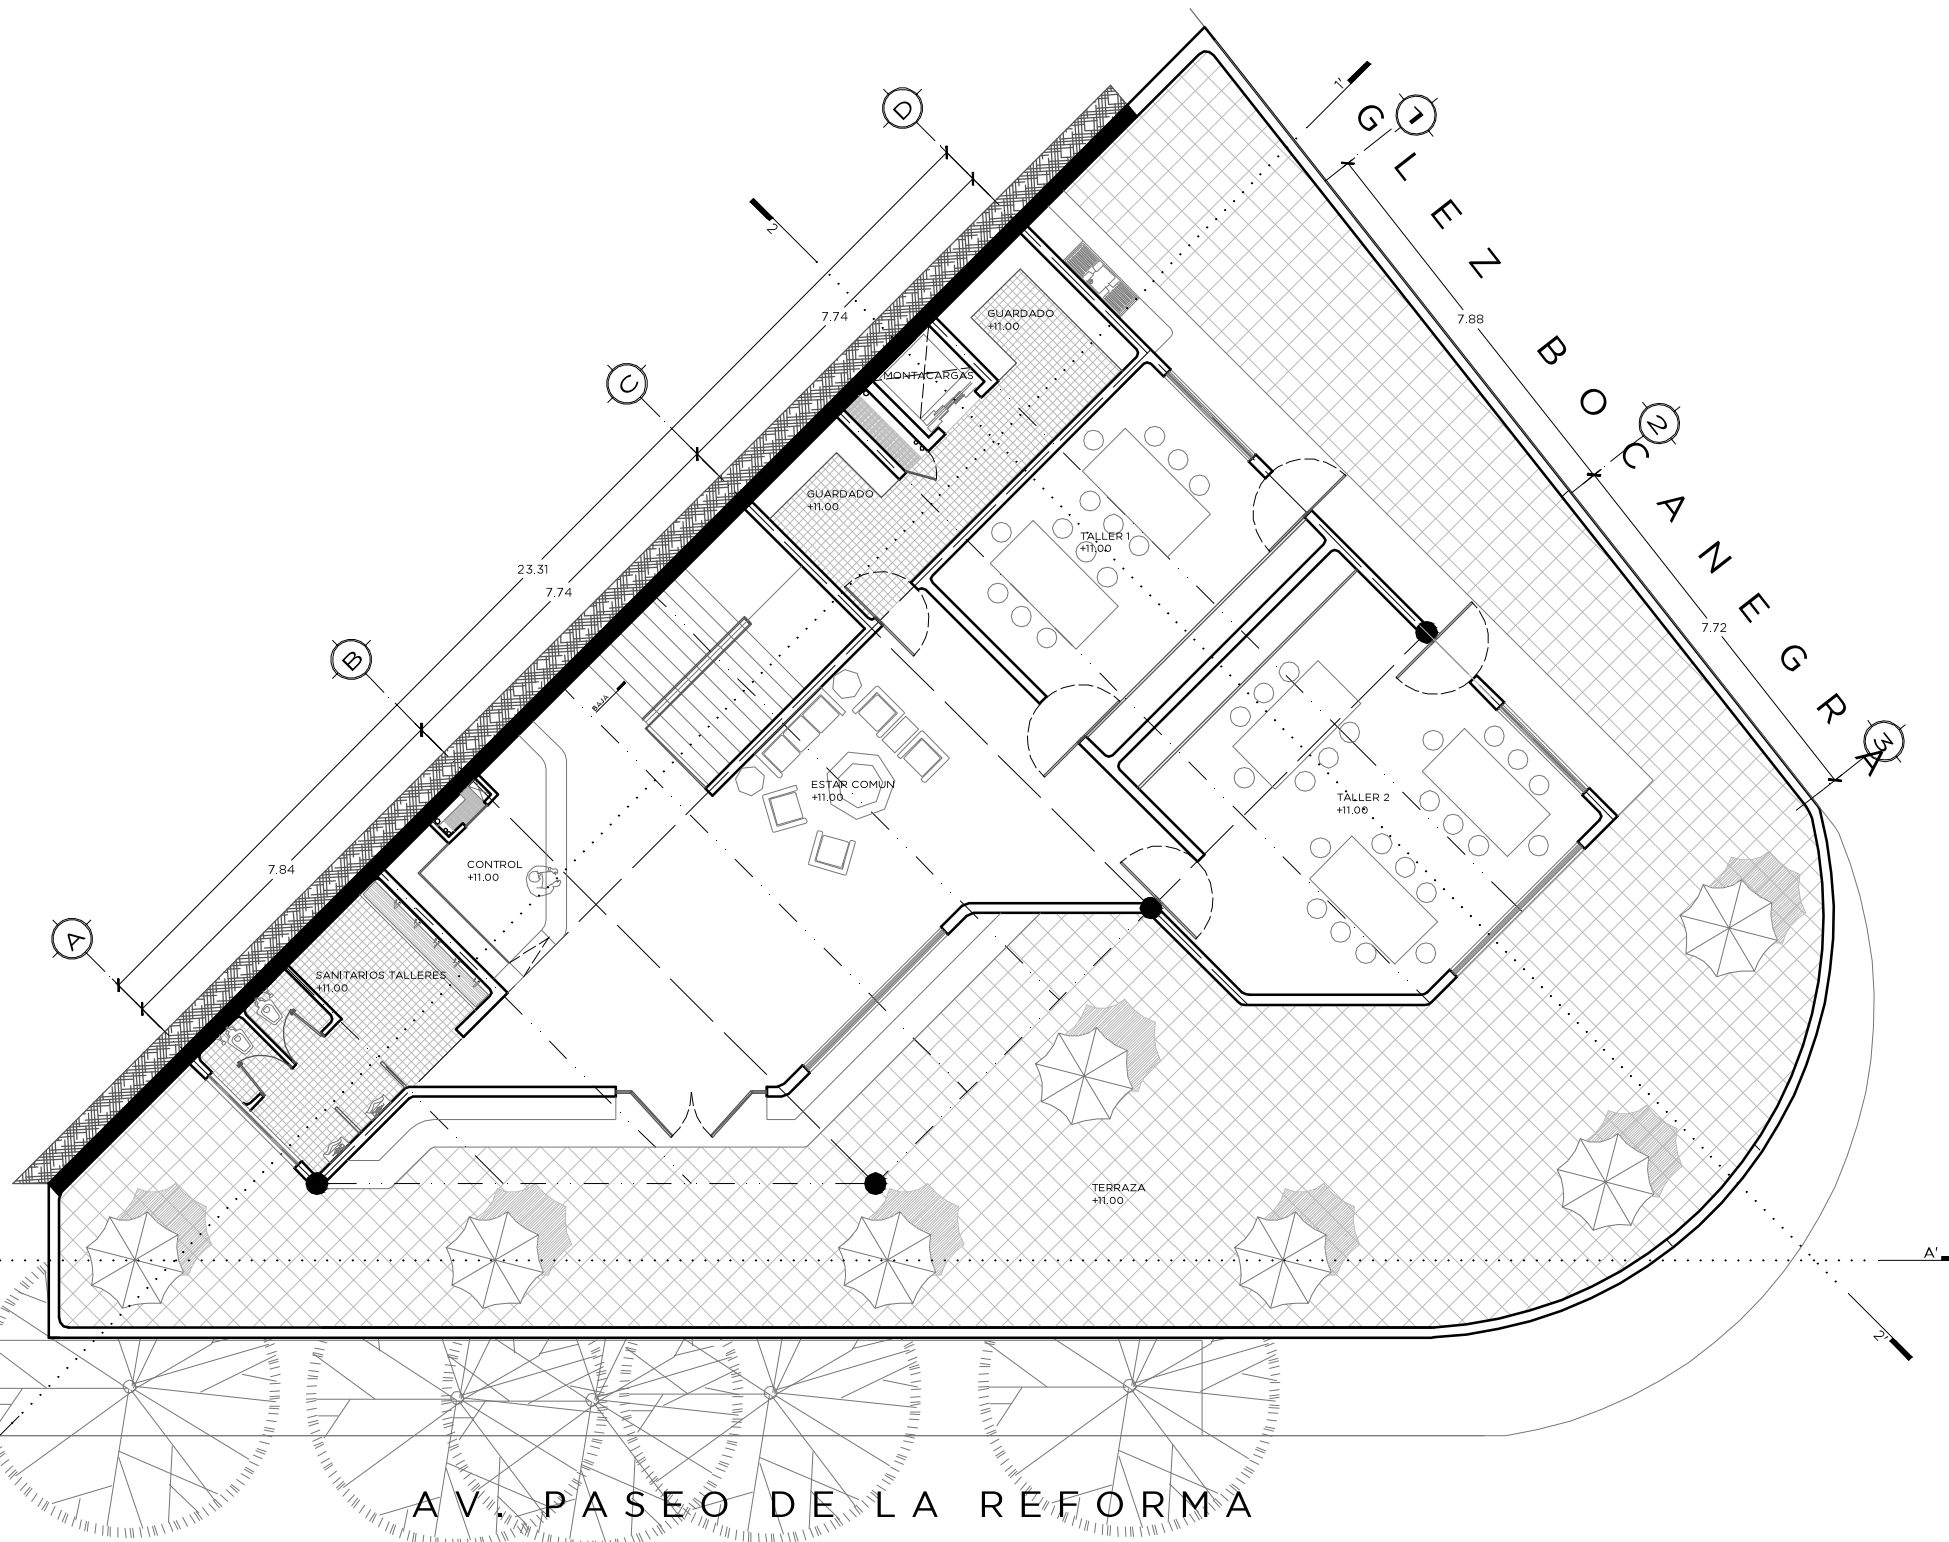 D
1'
1
G L E Z B O C A N E G R A
2
7.74
GUARDADO
+11.00
7.88
MONTACARGAS
C
2
GUARDADO
+11.00
TALLER 1
+11.00
23.31
7.74
7.72
B
BAJA
3
ESTAR COMUN
+11.00
TALLER 2
+11.00
7.84
CONTROL
+11.00
A
SANITARIOS TALLERES
+11.00
TERRAZA
+11.00
A'
2'
AV. PASEO DE LA REFORMA